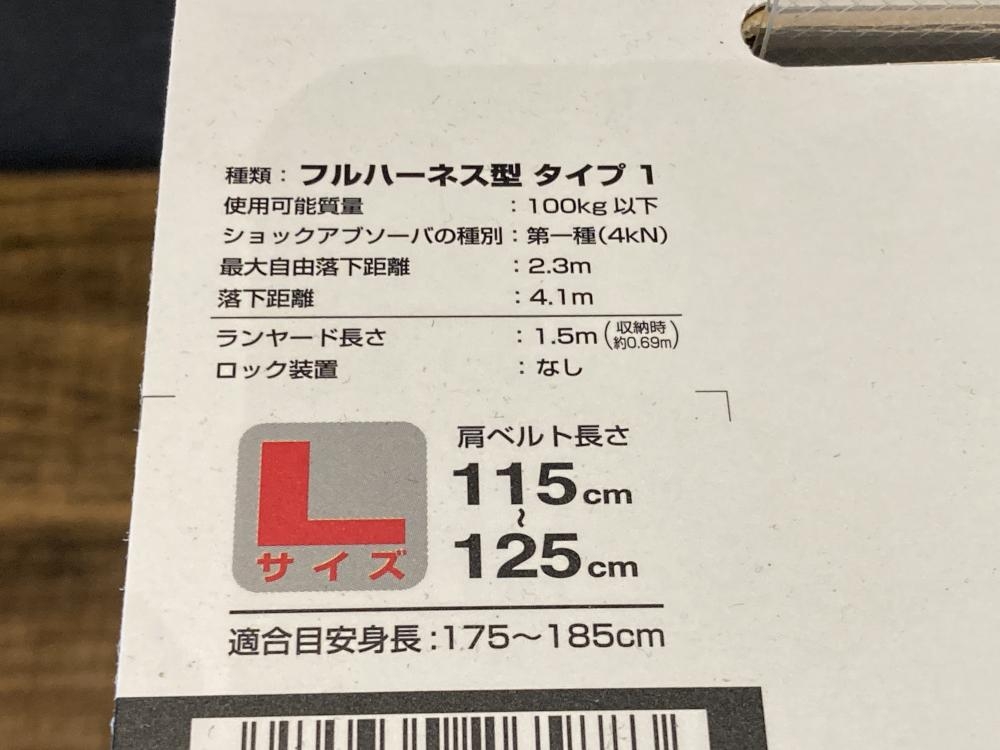 種類：フルハーネス型 タイプ 1
使用可能質量：100kg 以下
ショックアブソーバの種別：第一種(4kN)
最大自由落下距離：2.3m
落下距離：4.1m
ランヤード長さ：1.5m(収納時 約0.69m)
ロック装置：なし
L
サイズ
肩ベルト長さ
115cm
〜
125cm
適合目安身長：175〜185cm